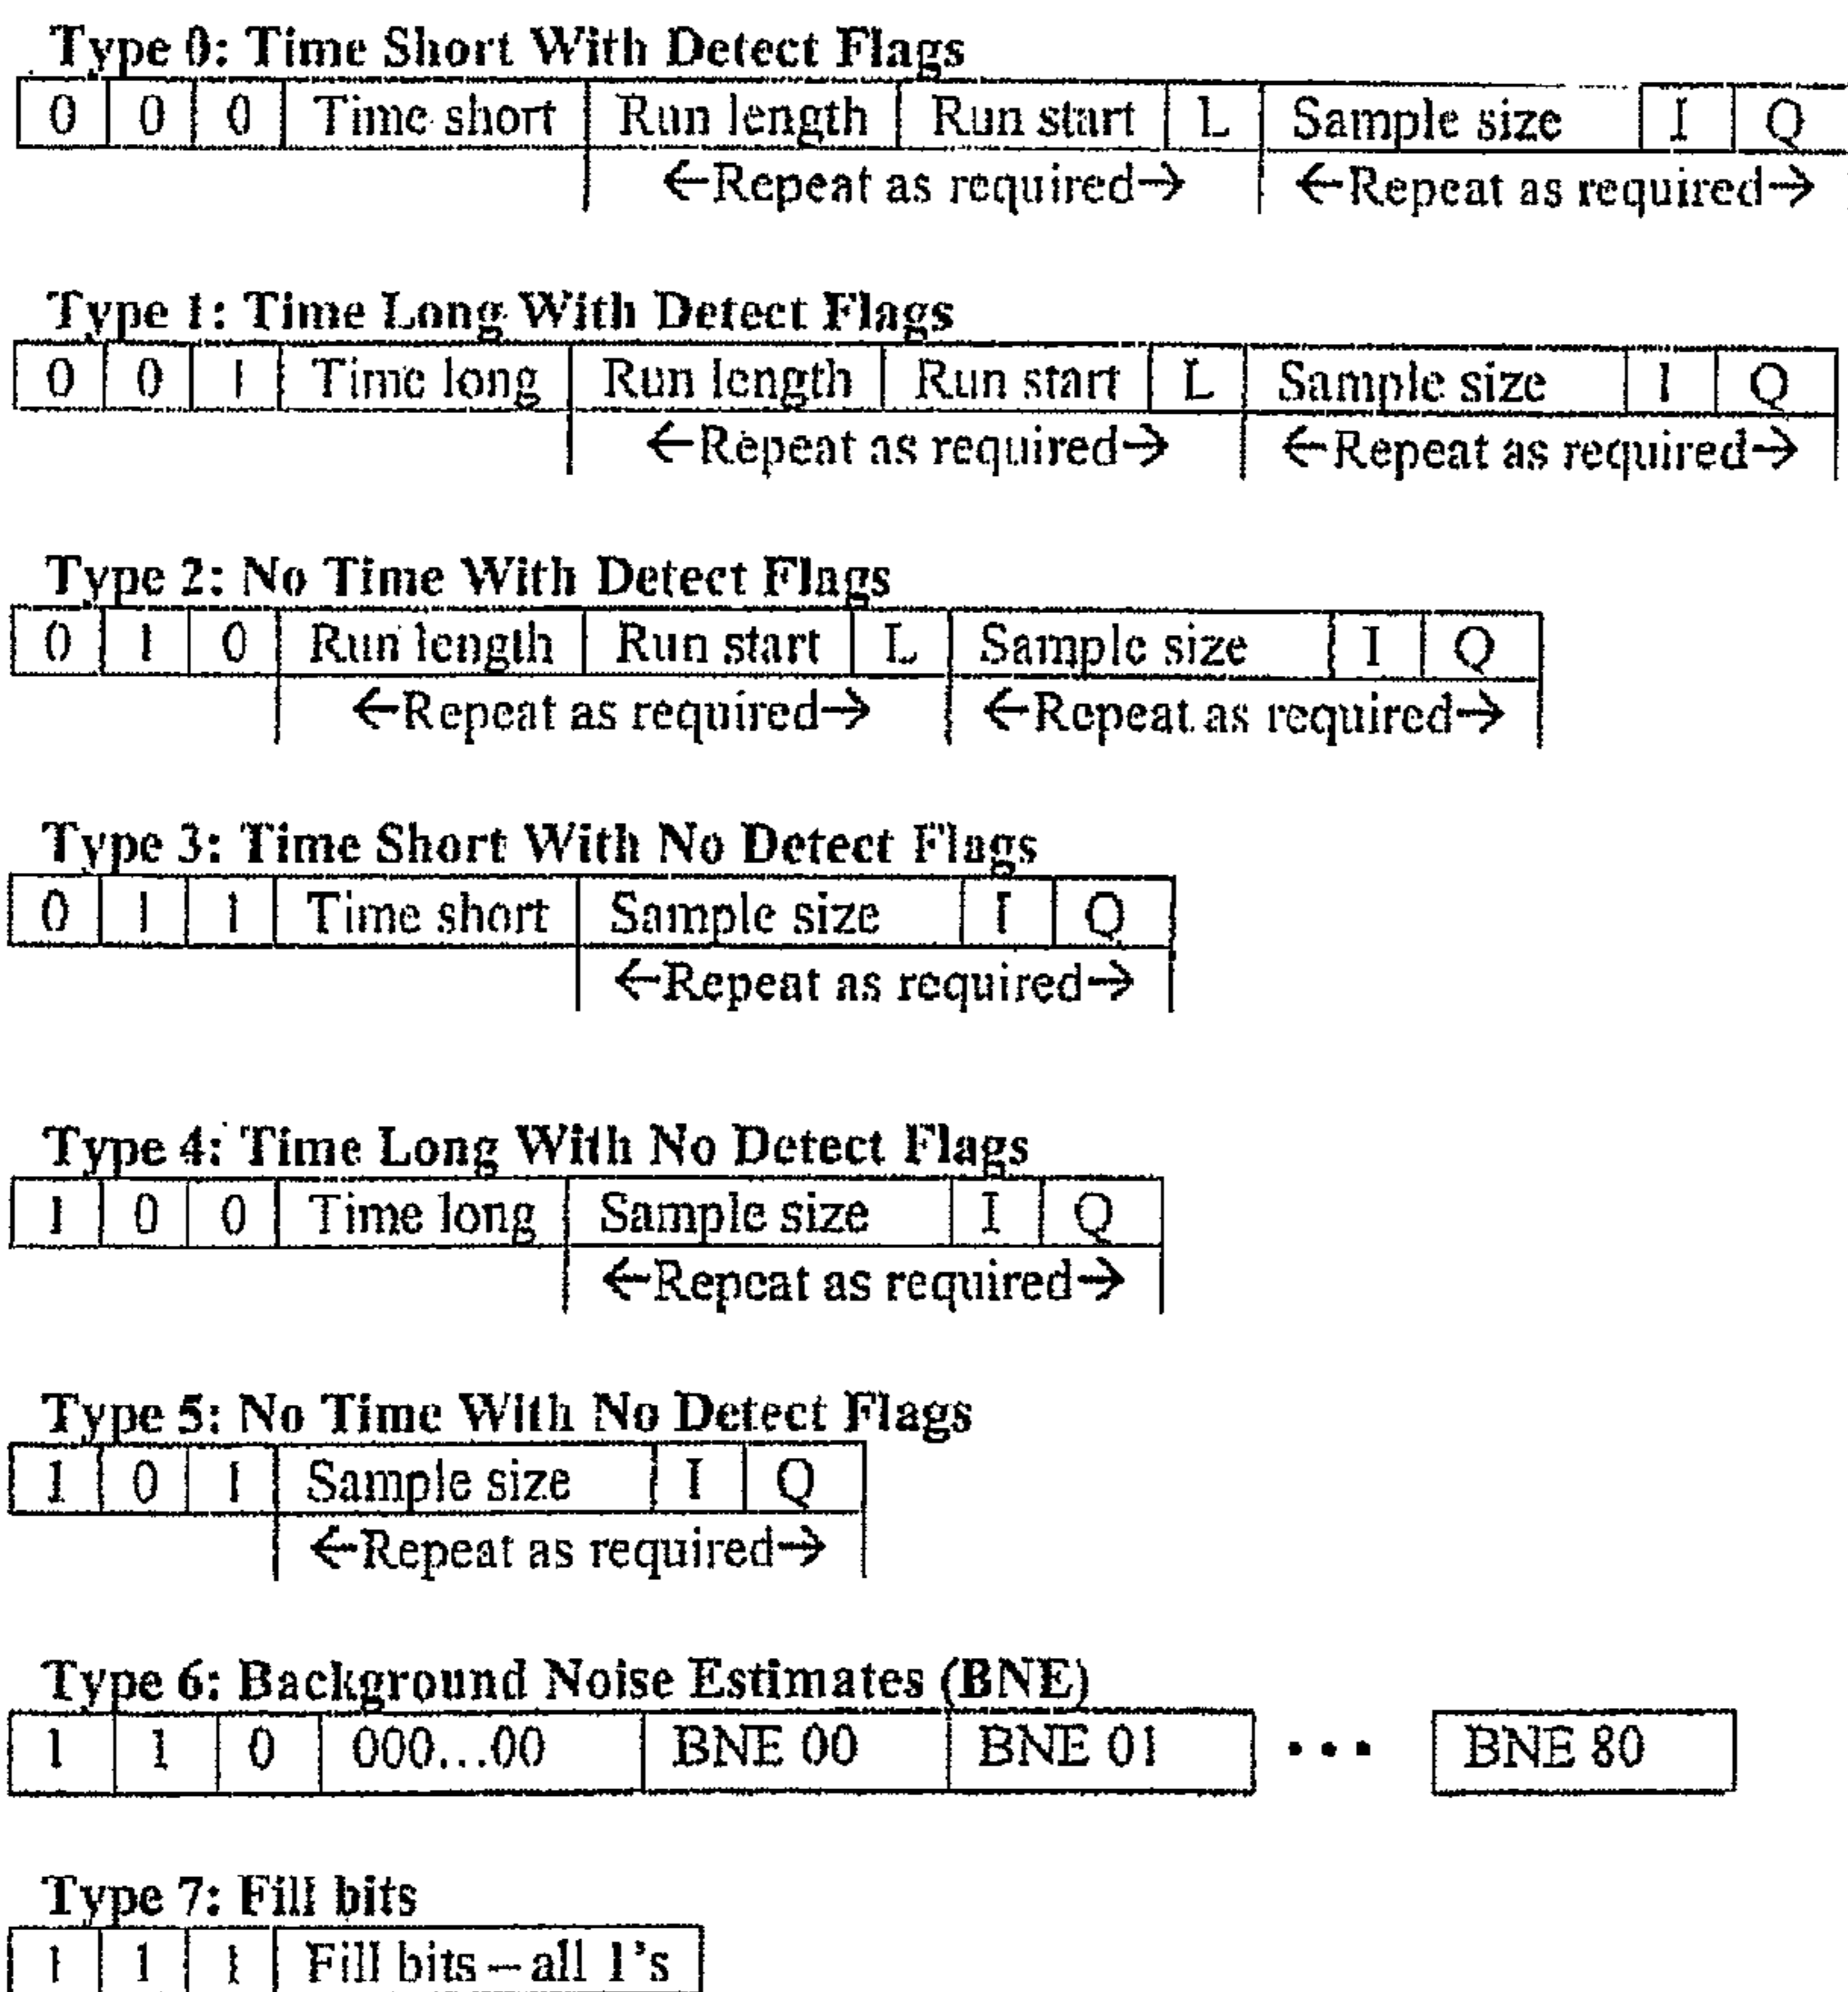 Type 0: Time Short With Detect Flags
0 0 0 Time short Run length Run start L Sample size I Q
←Repeat as required→ ←Repeat as required→
Type 1: Time Long With Detect Flags
0 0 1 Time long Run length Run start L Sample size I Q
←Repeat as required→ ←Repeat as required→
Type 2: No Time With Detect Flags
0 1 0 Run length Run start L Sample size I Q
←Repeat as required→ ←Repeat as required→
Type 3: Time Short With No Detect Flags
0 1 1 Time short Sample size I Q
←Repeat as required→
Type 4: Time Long With No Detect Flags
1 0 0 Time long Sample size I Q
←Repeat as required→
Type 5: No Time With No Detect Flags
1 0 1 Sample size I Q
←Repeat as required→
Type 6: Background Noise Estimates (BNE)
1 1 0 000...00 BNE 00 BNE 01 • • • BNE 80
Type 7: Fill bits
1 1 1 Fill bits – all 1's